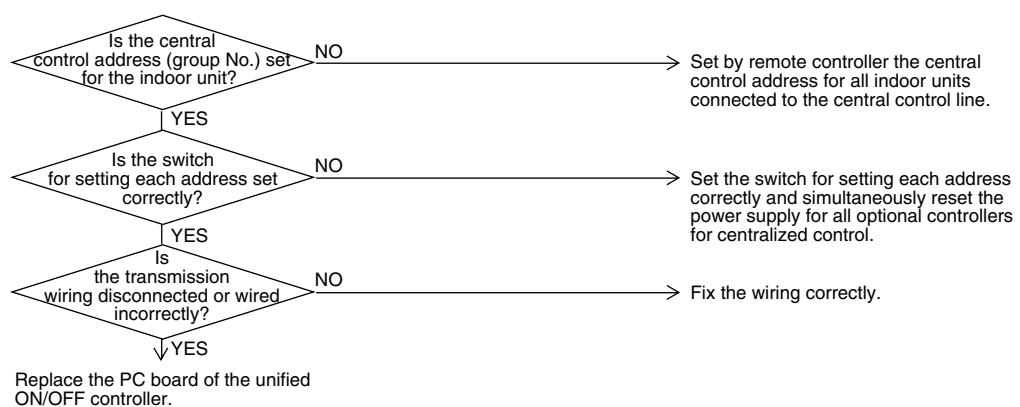 Is the central
control address (group No.) set
for the indoor unit?
NO
Set by remote controller the central
control address for all indoor units
connected to the central control line.
YES
Is the switch
for setting each address set
correctly?
NO
Set the switch for setting each address
correctly and simultaneously reset the
power supply for all optional controllers
for centralized control.
YES
Is
the transmission
wiring disconnected or wired
incorrectly?
NO
Fix the wiring correctly.
YES
Replace the PC board of the unified
ON/OFF controller.